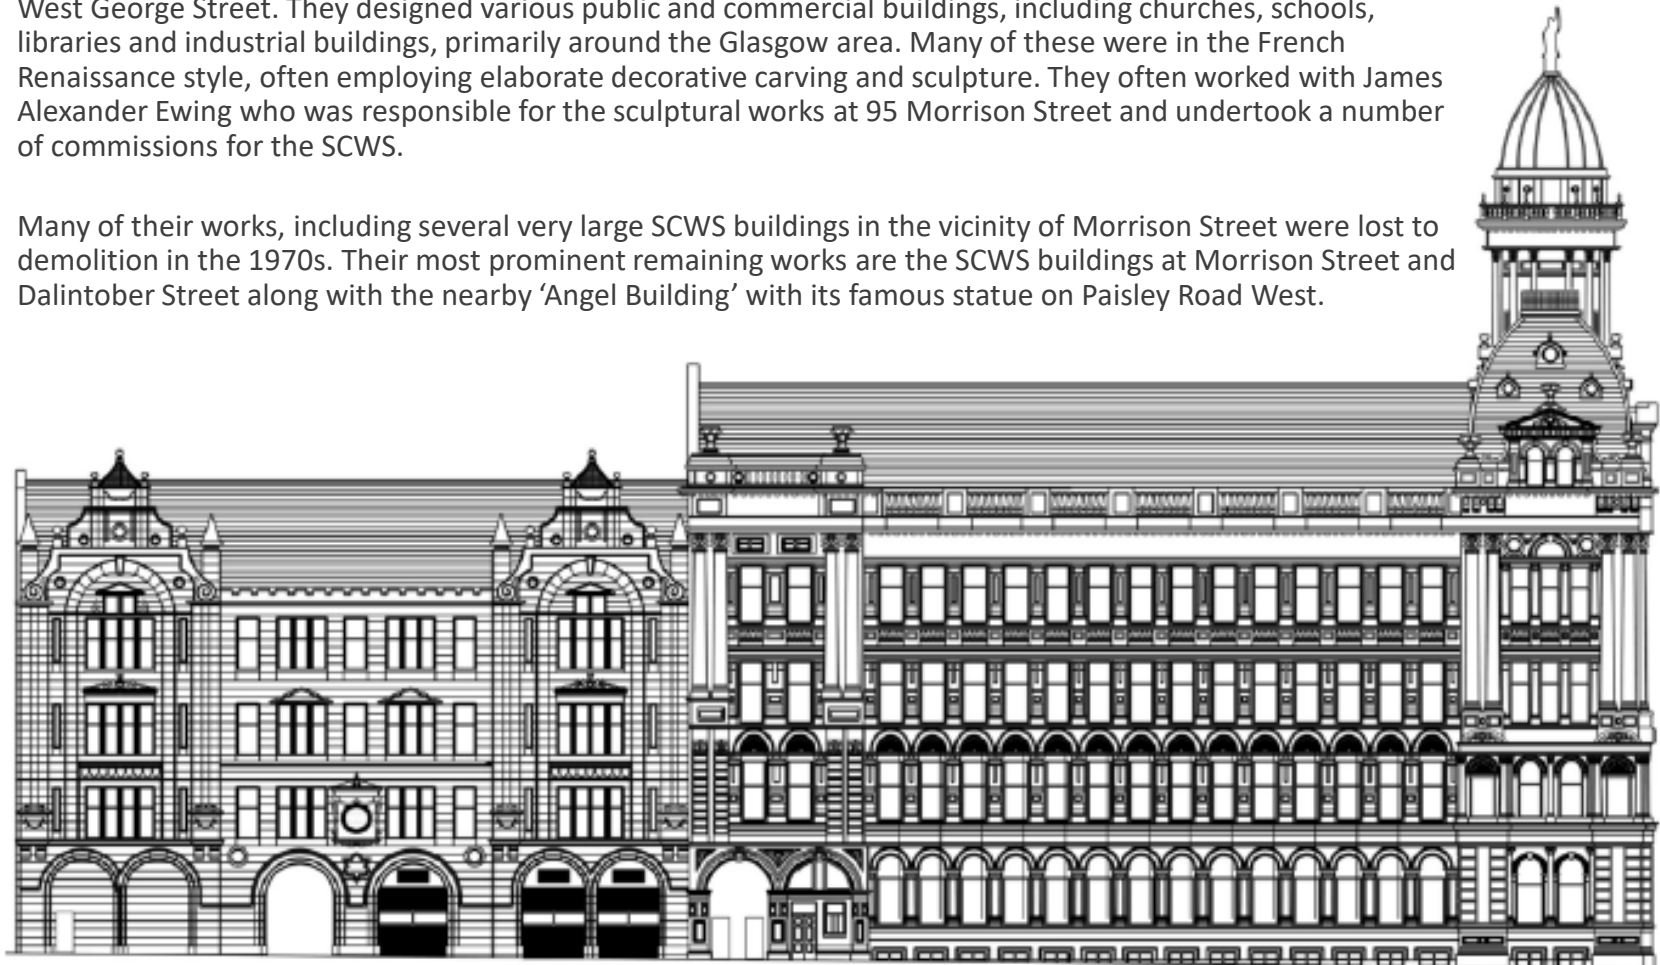 West George Street. They designed various public and commercial buildings, including churches, schools,
libraries and industrial buildings, primarily around the Glasgow area. Many of these were in the French
Renaissance style, often employing elaborate decorative carving and sculpture. They often worked with James
Alexander Ewing who was responsible for the sculptural works at 95 Morrison Street and undertook a number
of commissions for the SCWS.
Many of their works, including several very large SCWS buildings in the vicinity of Morrison Street were lost to
demolition in the 1970s. Their most prominent remaining works are the SCWS buildings at Morrison Street and
Dalintober Street along with the nearby ‘Angel Building’ with its famous statue on Paisley Road West.